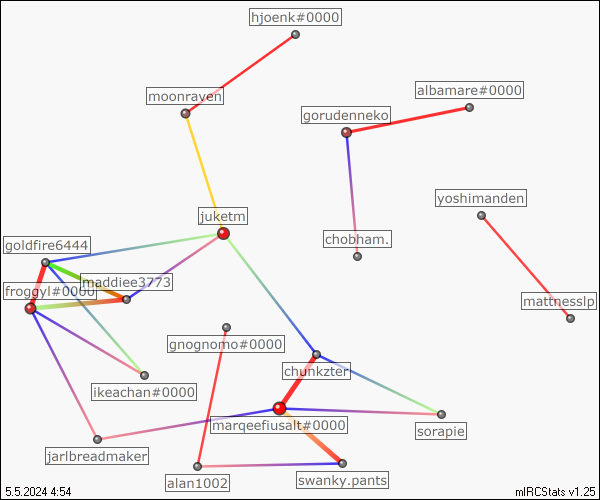 hjoenk#0000
albamare#0000
moonraven
gorudenneko
yoshimanden
juketm
chobham.
goldfire6444
maddiee3773
froggyl#0000
mattnesslp
gnognomo#0000
chunkzter
ikeachan#0000
marqeefiusalt#0000
sorapie
jarlbreadmaker
alan1002
swanky.pants
5.5.2024 4:54
mIRCStats v1.25